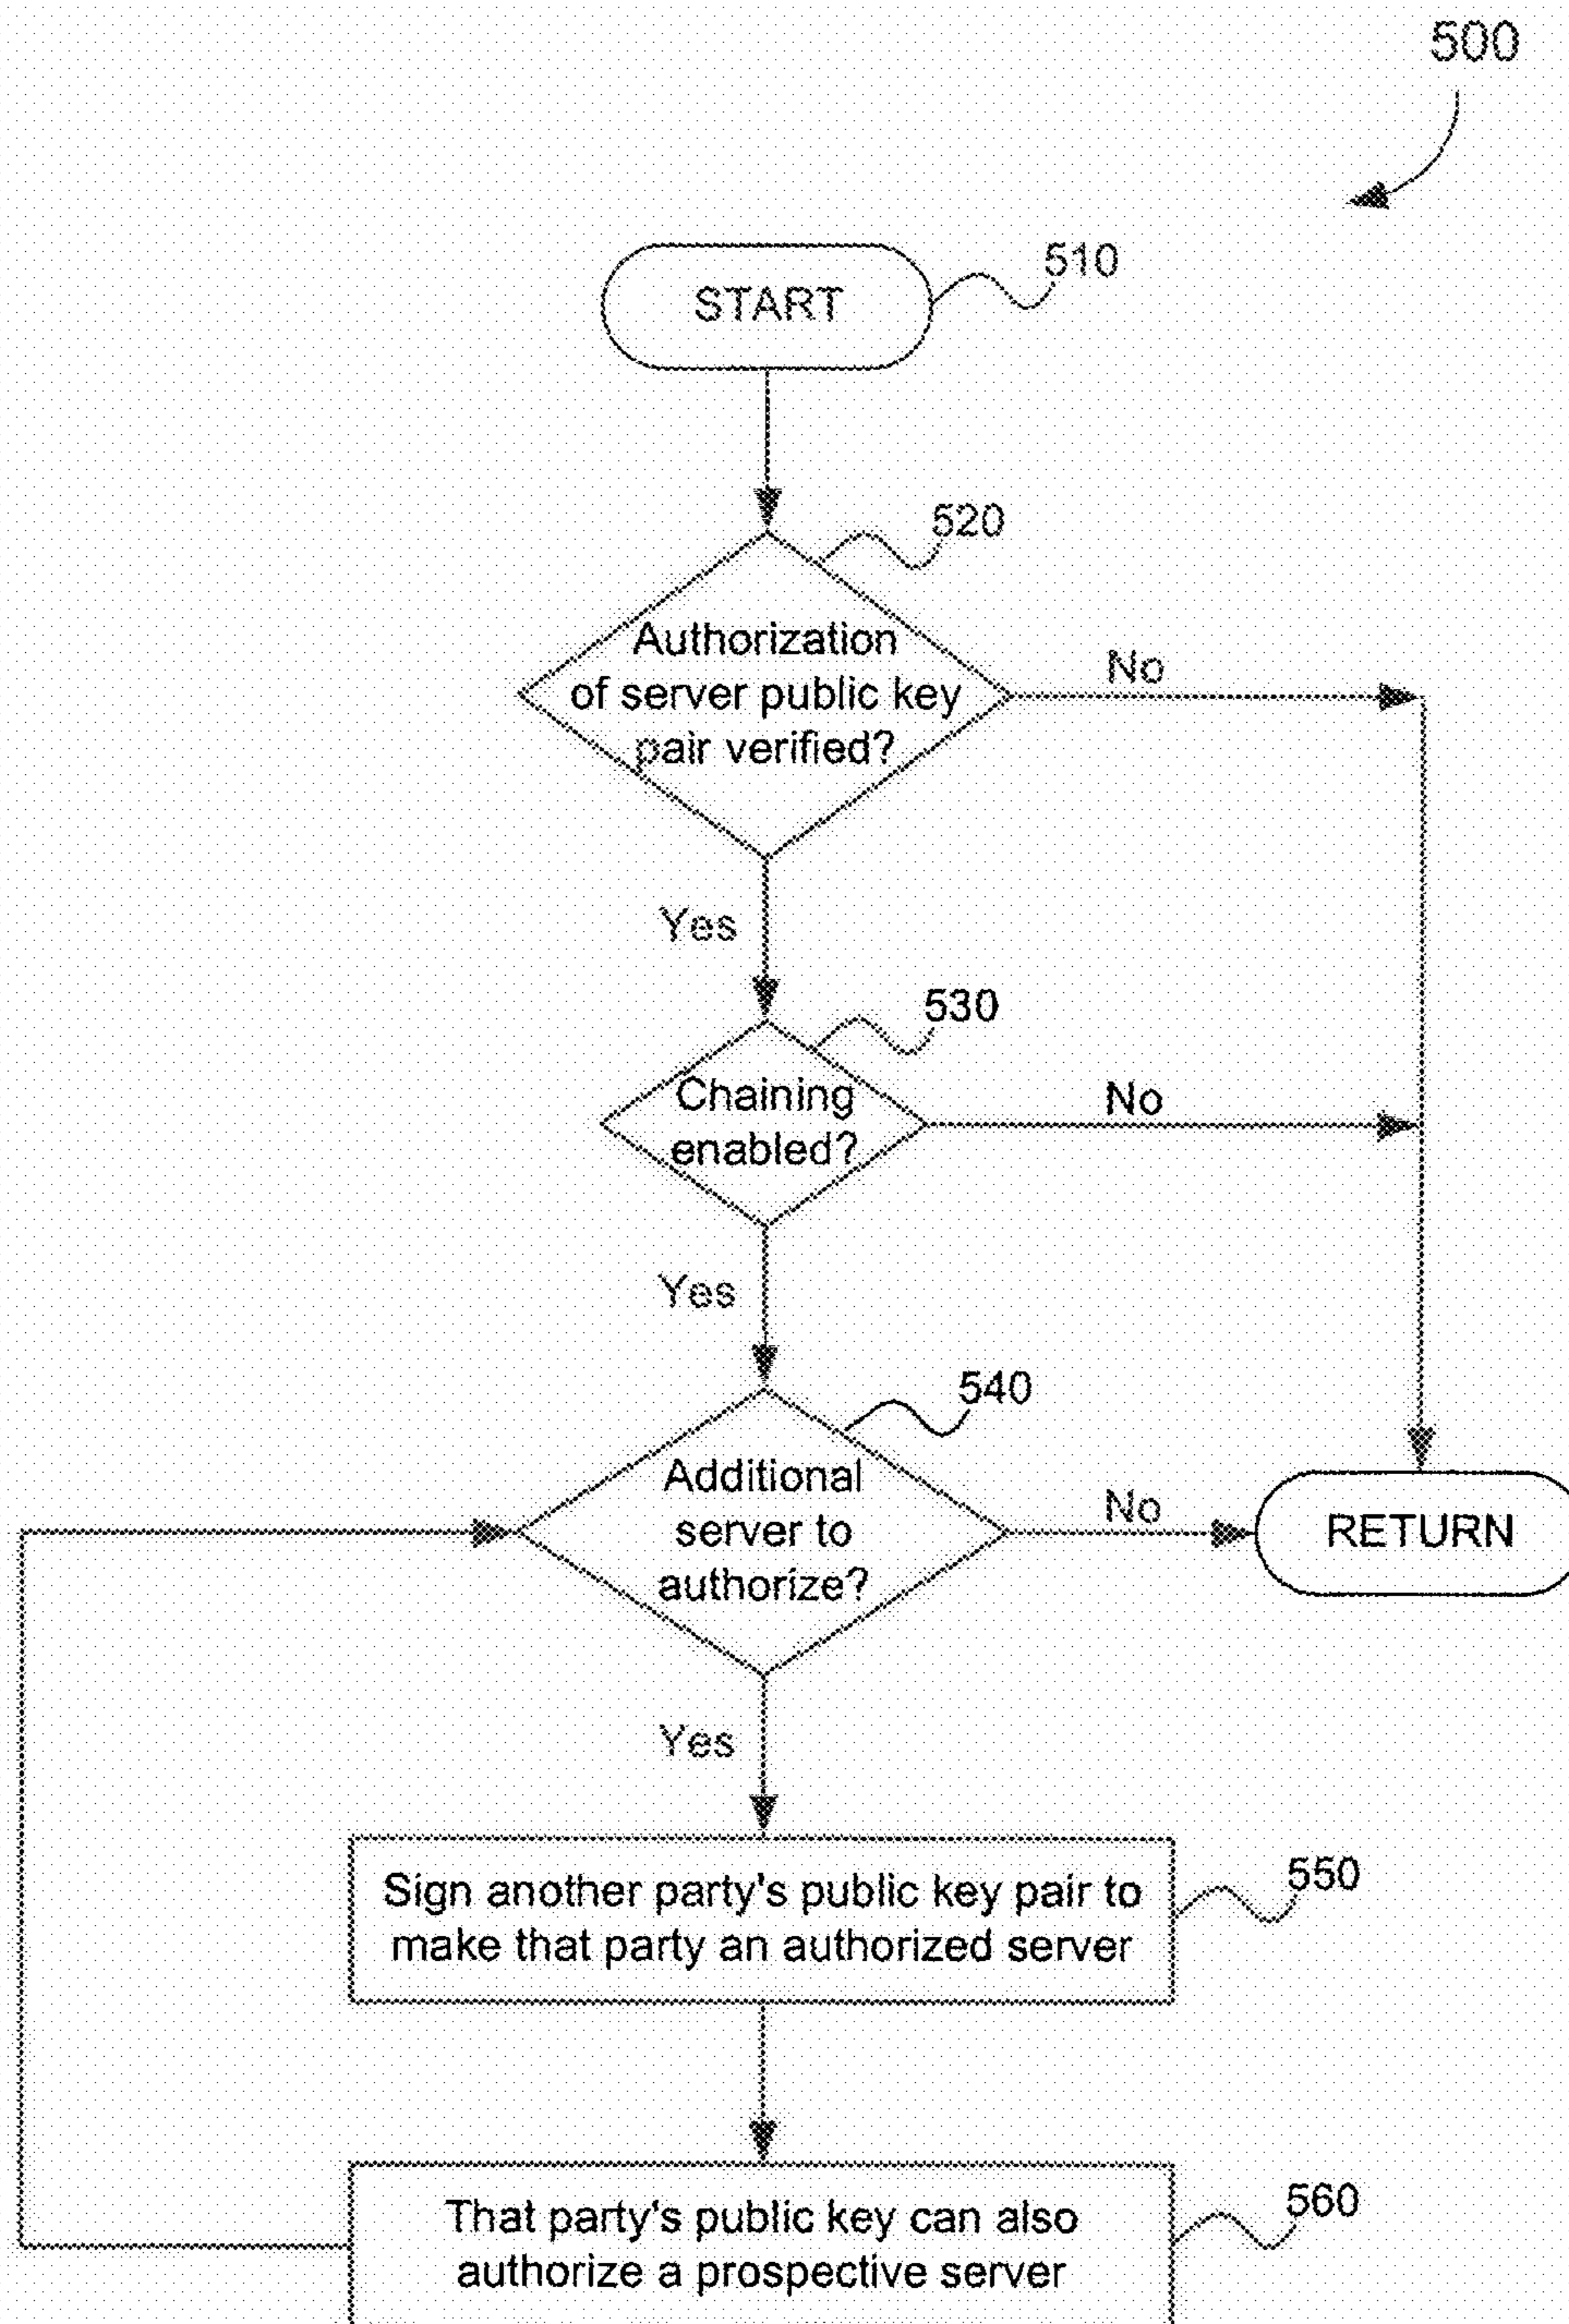 500
START
510
520
Authorization
of server public key
pair verified?
No
Yes
530
Chaining
enabled?
No
Yes
540
Additional
server to
authorize?
No
RETURN
Yes
Sign another party's public key pair to
make that party an authorized server
550
That party's public key can also
authorize a prospective server
560